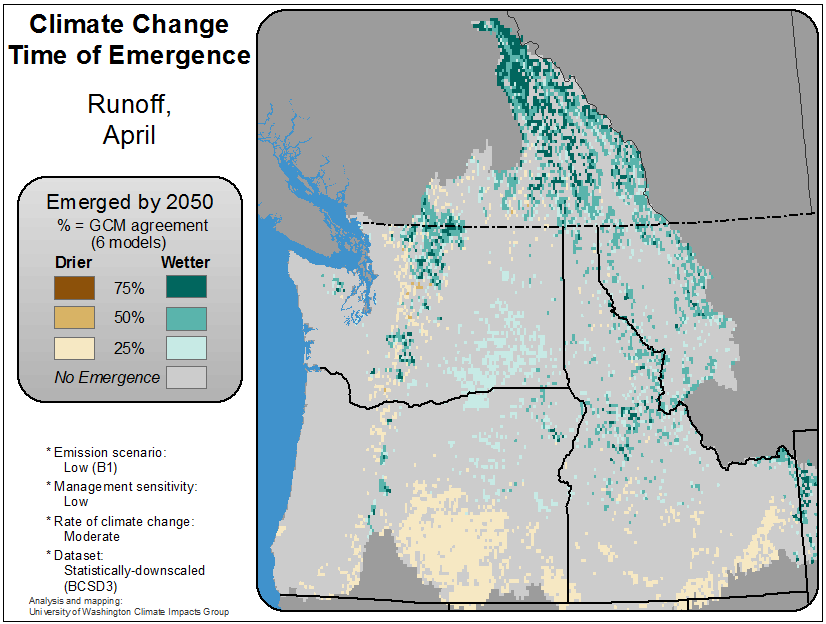 Climate Change
Time of Emergence
Runoff,
April
Emerged by 2050
% = GCM agreement
(6 models)
Drier Wetter
75%
50%
25%
No Emergence
* Emission scenario:
Low (B1)
* Management sensitivity:
Low
* Rate of climate change:
Moderate
* Dataset:
Statistically-downscaled
(BCSD3)
Analysis and mapping:
University of Washington Climate Impacts Group